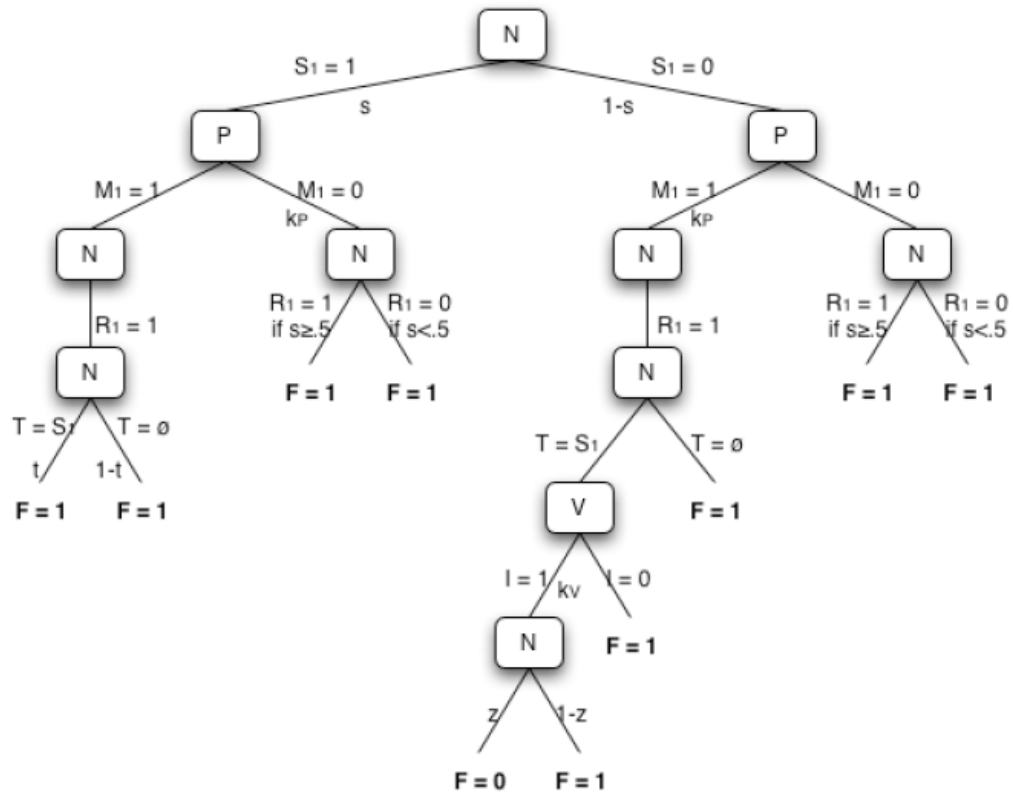 N
S₁ = 1 S₁ = 0
s 1-s
P P
M₁ = 1 M₁ = 0 M₁ = 1 M₁ = 0
kP kP
N N N N
R₁ = 1 R₁ = 0 R₁ = 1 R₁ = 0
if s≥.5 if s<.5 if s≥.5 if s<.5
R₁ = 1 R₁ = 1
N N
F = 1 F = 1 F = 1 F = 1
T = S₁ T = ø T = S₁ T = ø
t 1-t
F = 1 F = 1 V F = 1
I = 1 I = 0
kV
N F = 1
z 1-z
F = 0 F = 1